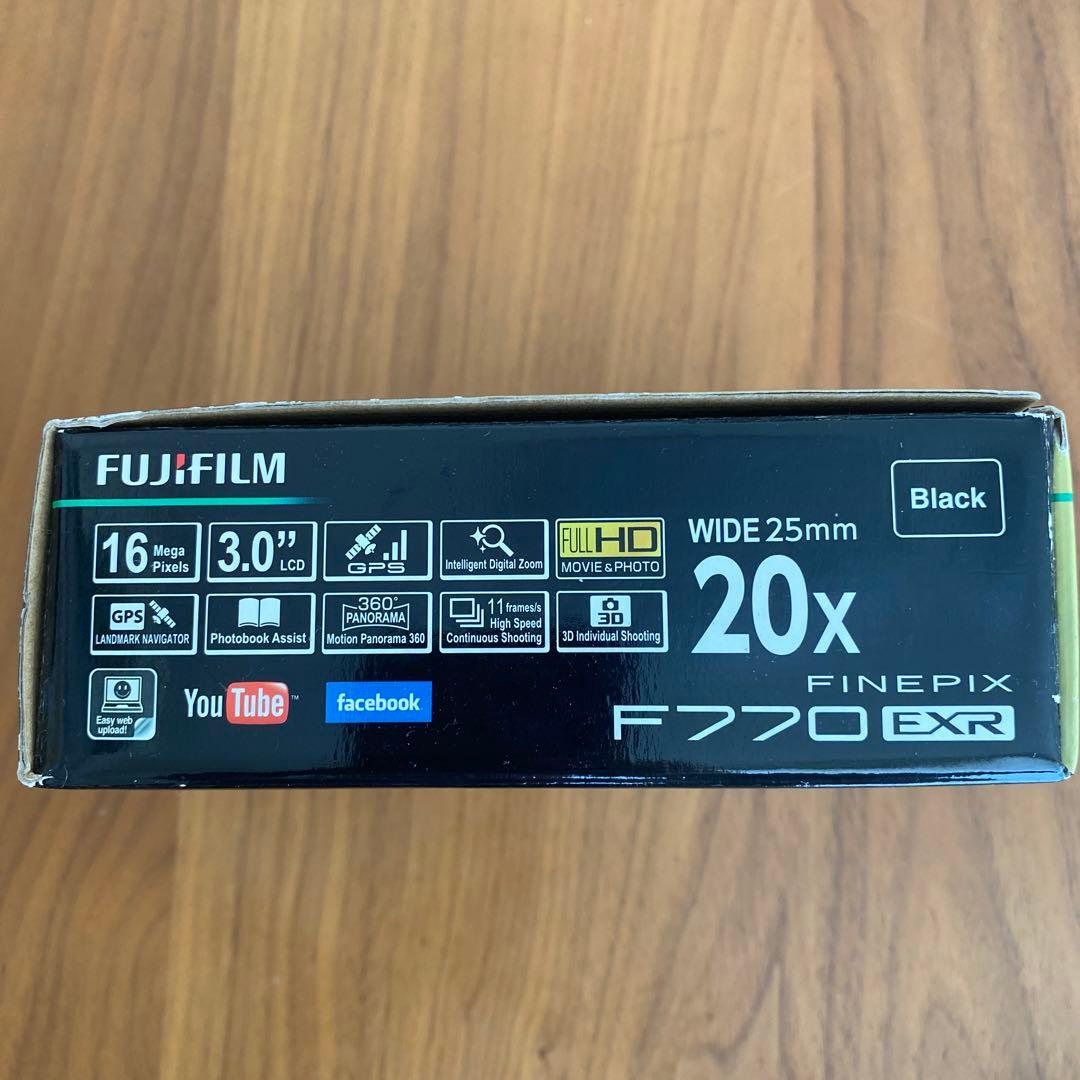 FUJIFILM
Black
16 Mega Pixels
3.0" LCD
GPS
Intelligent Digital Zoom
FULL HD
MOVIE & PHOTO
WIDE 25mm
20x
GPS
LANDMARK NAVIGATOR
Photobook Assist
360° PANORAMA
Motion Panorama 360
11 frames/s
High Speed
Continuous Shooting
3D
3D Individual Shooting
Easy web
upload!
YouTube™
facebook
FINEPIX
F770 EXR